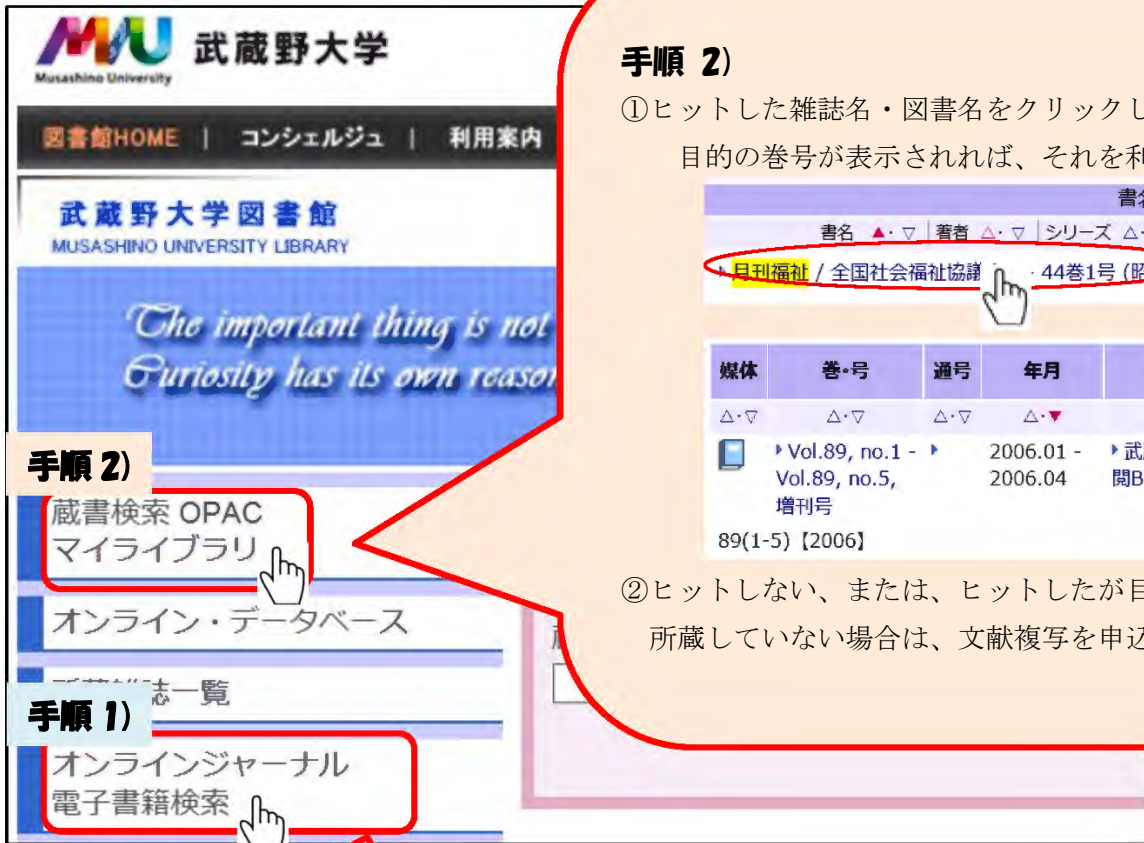 MU 武蔵野大学
Musashino University
図書館HOME | コンシェルジュ | 利用案内
武蔵野大学図書館
MUSASHINO UNIVERSITY LIBRARY
The important thing is not
Curiosity has its own reason
手順 2)
蔵書検索 OPAC
マイライブラリ
オンライン・データベース
誌一覧
手順 1)
オンラインジャーナル
電子書籍検索
手順 2)
①ヒットした雑誌名・図書名をクリックし
目的の巻号が表示されれば、それを利
書名
書名 ▲・▽ | 著者 △・▽ | シリーズ △・
月刊福祉 / 全国社会福祉協議 44巻1号 (昭
媒体 巻・号 通号 年月
△・▽ △・▽ △・▽ △・▼
Vol.89, no.1 - 2006.01 - 武
Vol.89, no.5, 2006.04 閲B
増刊号
89(1-5)【2006】
②ヒットしない、または、ヒットしたが目
所蔵していない場合は、文献複写を申込